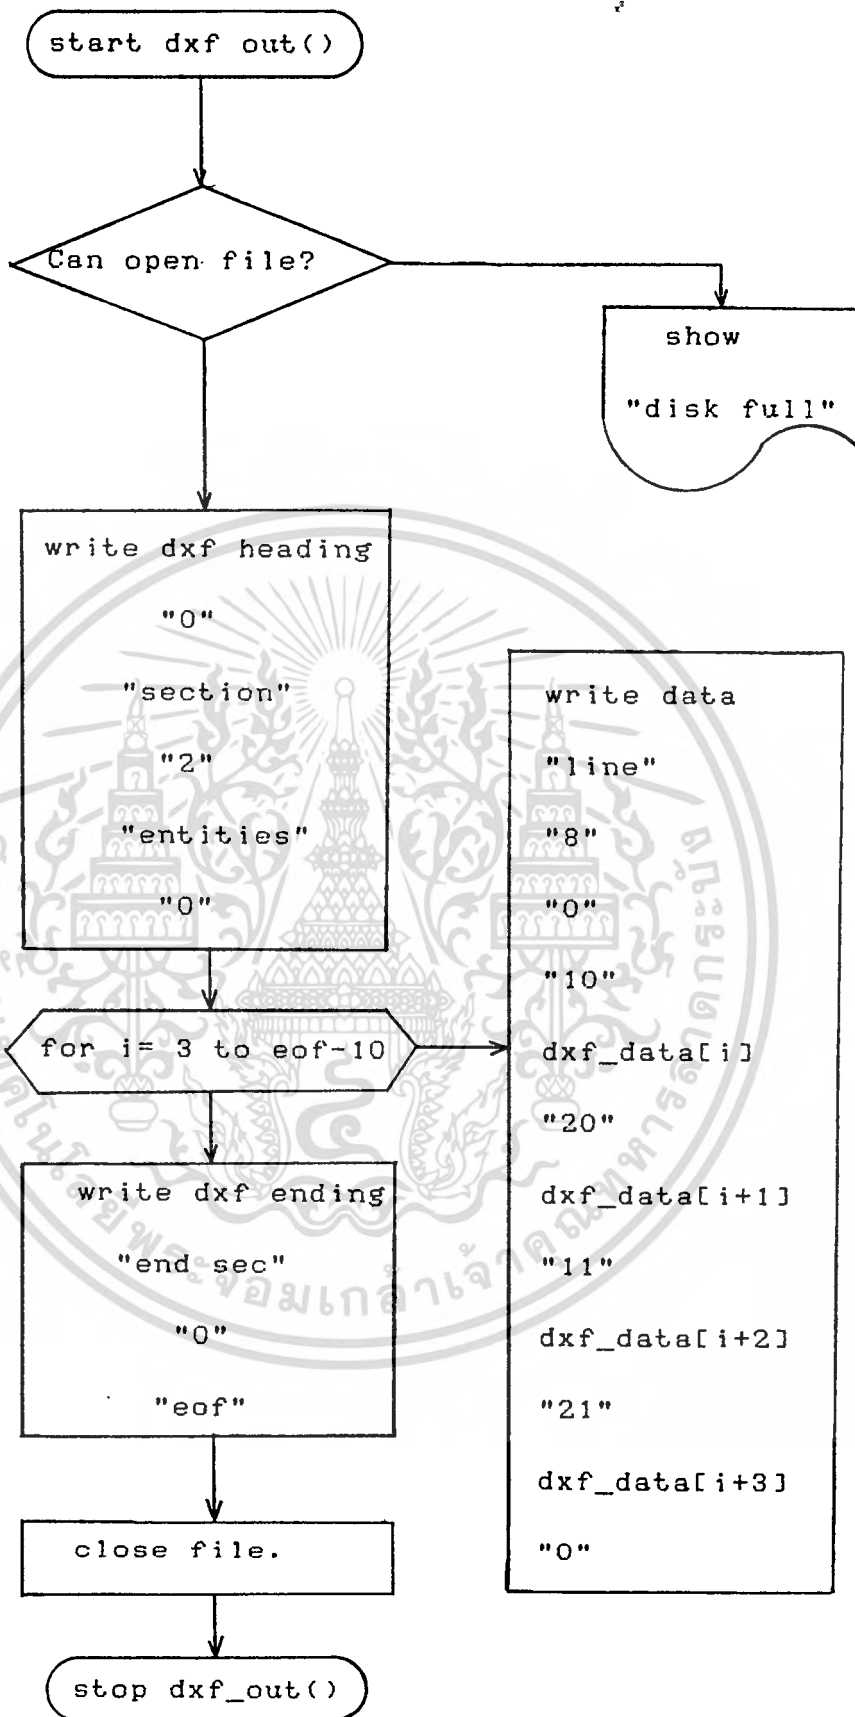 start dxf out()
Can open file?
show
"disk full"
write dxf heading
"0"
"section"
"2"
"entities"
"0"
for i= 3 to eof-10
write data
"line"
"8"
"0"
"10"
dxf_data[i]
"20"
dxf_data[i+1]
"11"
dxf_data[i+2]
"21"
dxf_data[i+3]
"0"
write dxf ending
"end sec"
"0"
"eof"
close file.
stop dxf_out()